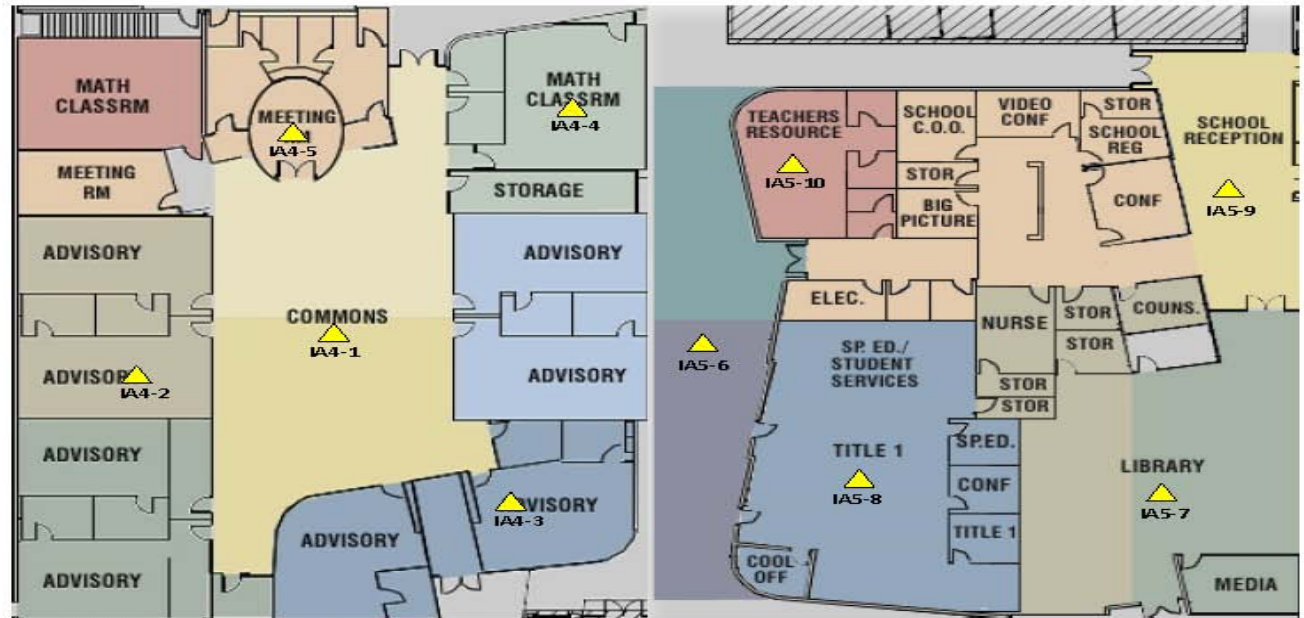 MATH
CLASSRM
MEETING
IA4-5
MATH
CLASSRM
IA4-4
MEETING
RM
STORAGE
ADVISORY
ADVISORY
COMMONS
IA4-1
ADVISORY
IA4-2
ADVISORY
ADVISORY
ADVISORY
IA4-3
ADVISORY
ADVISORY
TEACHERS
RESOURCE
IA5-10
SCHOOL
C.O.O.
VIDEO
CONF
STOR
SCHOOL
REG
SCHOOL
RECEPTION
IA5-9
STOR
BIG
PICTURE
CONF
ELEC.
NURSE
STOR
COUNS.
STOR
IA5-6
SP. ED./
STUDENT
SERVICES
STOR
STOR
TITLE 1
IA5-8
SP.ED.
CONF
TITLE 1
LIBRARY
IA5-7
COOL
OFF
MEDIA